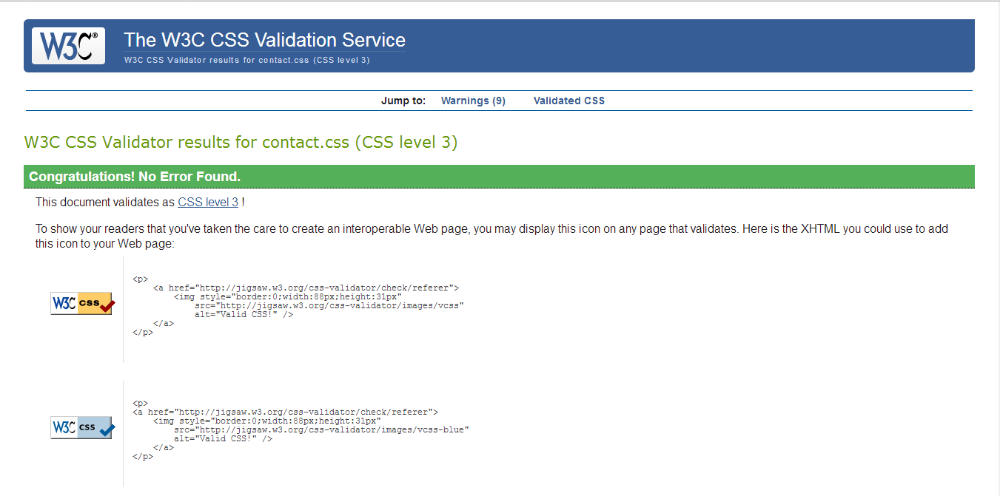 W3C® The W3C CSS Validation Service
W3C CSS Validator results for contact.css (CSS level 3)
Jump to: Warnings (9) Validated CSS
W3C CSS Validator results for contact.css (CSS level 3)
Congratulations! No Error Found.
This document validates as CSS level 3 !
To show your readers that you've taken the care to create an interoperable Web page, you may display this icon on any page that validates. Here is the XHTML you could use to add
this icon to your Web page:
W3C css
<p>
<a href="http://jigsaw.w3.org/css-validator/check/referer">
<img style="border:0;width:88px;height:31px"
src="http://jigsaw.w3.org/css-validator/images/vcss"
alt="Valid CSS!" />
</a>
</p>
W3C css
<p>
<a href="http://jigsaw.w3.org/css-validator/check/referer">
<img style="border:0;width:88px;height:31px"
src="http://jigsaw.w3.org/css-validator/images/vcss-blue"
alt="Valid CSS!" />
</a>
</p>